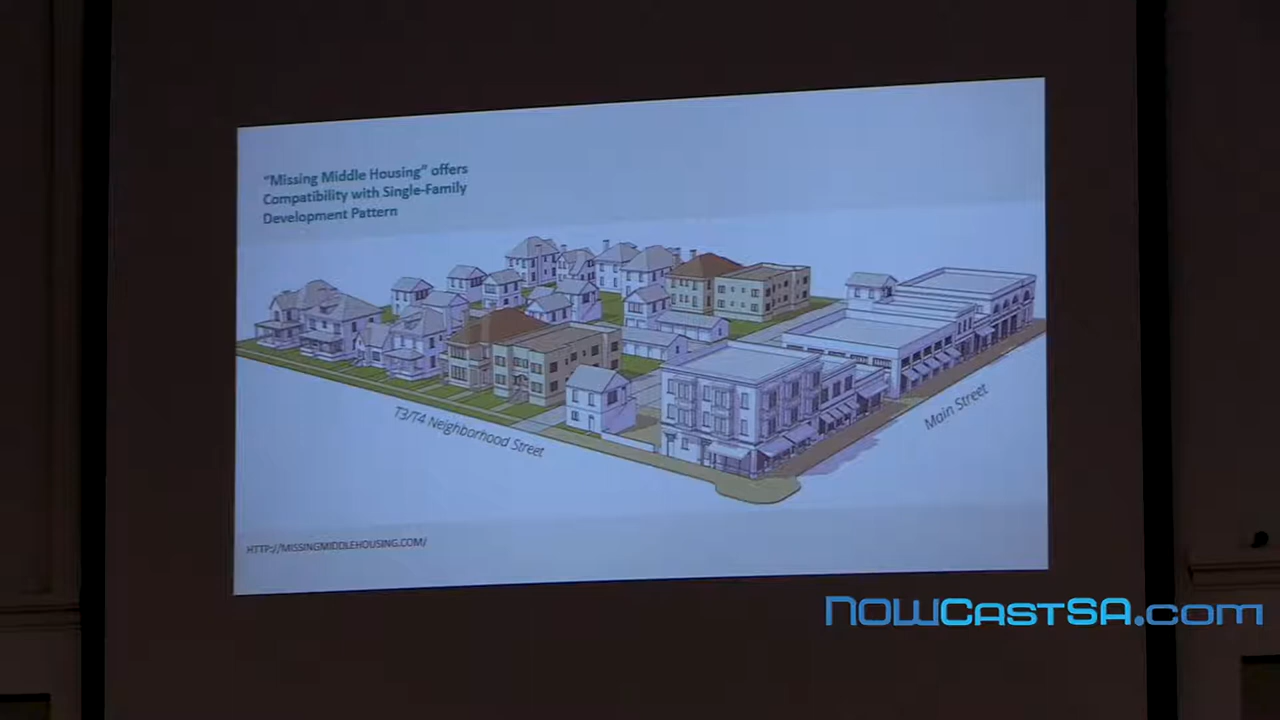 "Missing Middle Housing" offers
Compatibility with Single-Family
Development Pattern
T3/T4 Neighborhood Street
Main Street
HTTP://MISSINGMIDDLEHOUSING.COM/
NOWCastSA.com